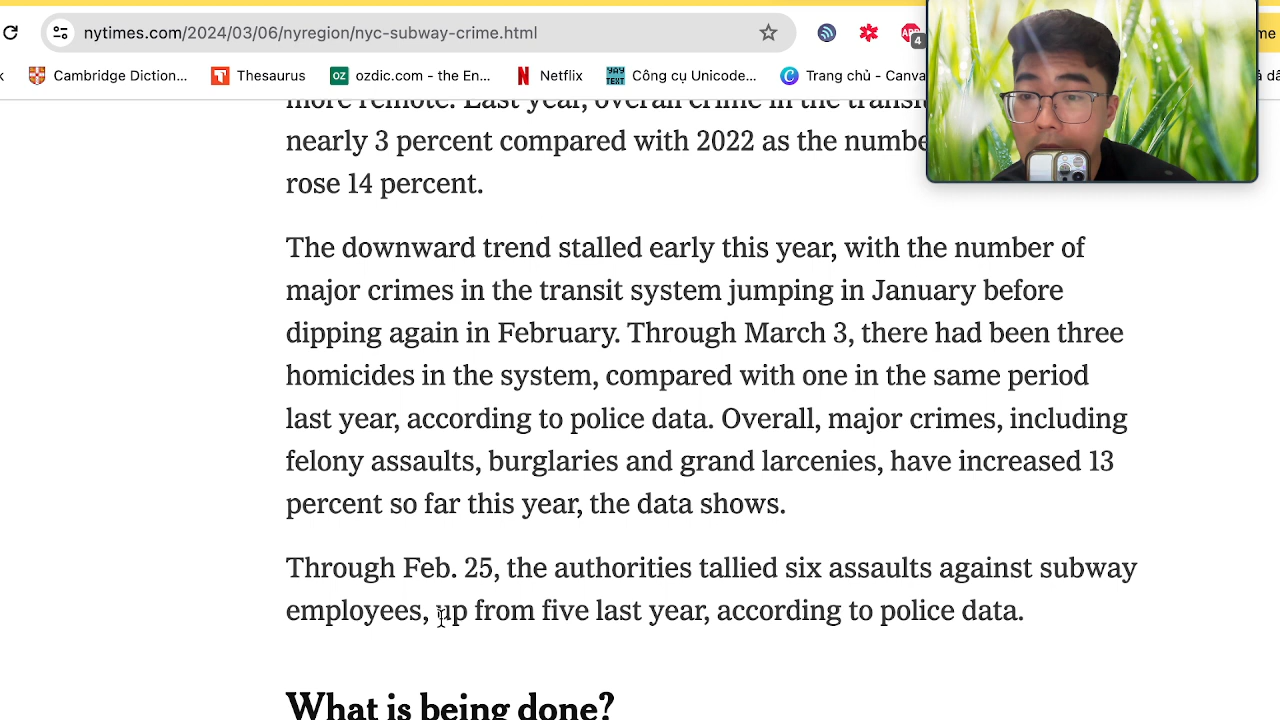 nytimes.com/2024/03/06/nyregion/nyc-subway-crime.html
4
me
Cambridge Diction... Thesaurus OZ ozdic.com - the En... Netflix YAY TEXT Công cụ Unicode... Trang chủ - Canva
more remote. Last year, overall crime in the transit
nearly 3 percent compared with 2022 as the numbe
rose 14 percent.
The downward trend stalled early this year, with the number of
major crimes in the transit system jumping in January before
dipping again in February. Through March 3, there had been three
homicides in the system, compared with one in the same period
last year, according to police data. Overall, major crimes, including
felony assaults, burglaries and grand larcenies, have increased 13
percent so far this year, the data shows.
Through Feb. 25, the authorities tallied six assaults against subway
employees, up from five last year, according to police data.
What is being done?